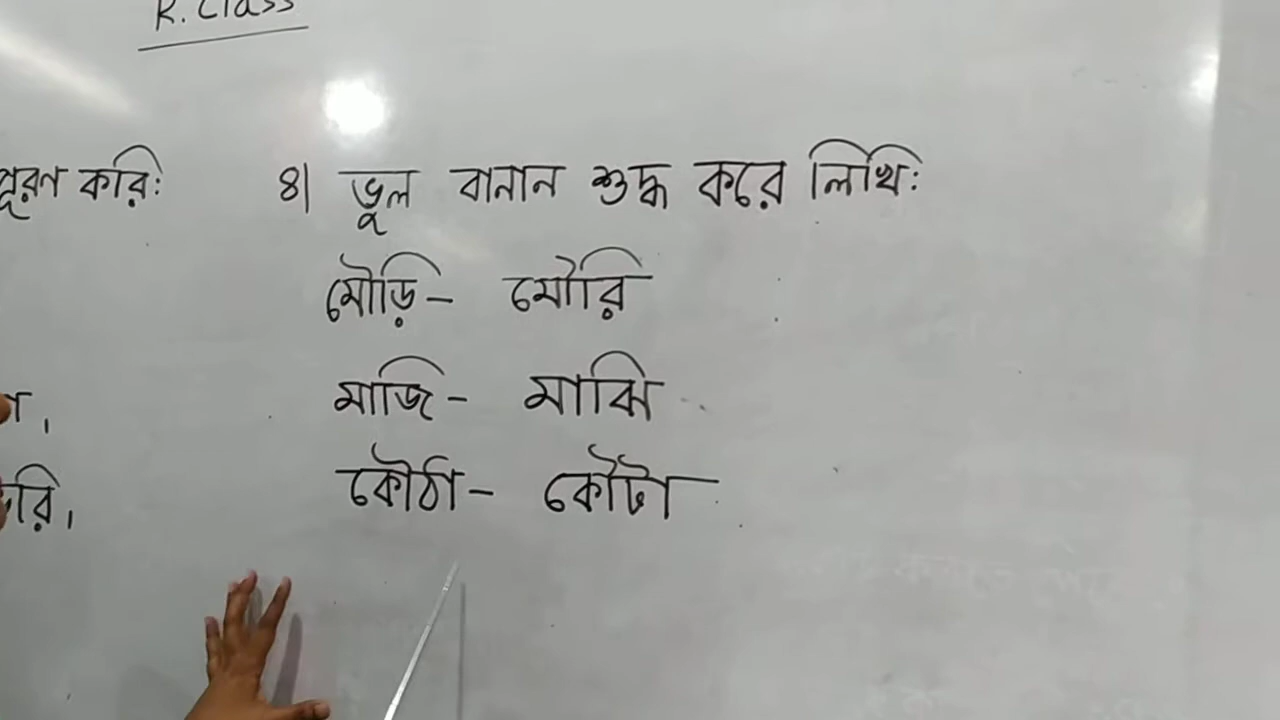 R. Class
পূরণ করি:
৪| ভুল বানান শুদ্ধ করে লিখি:
মৌড়ি - মৌরি
মাজি - মাঝি
কৌঠা - কৌটা